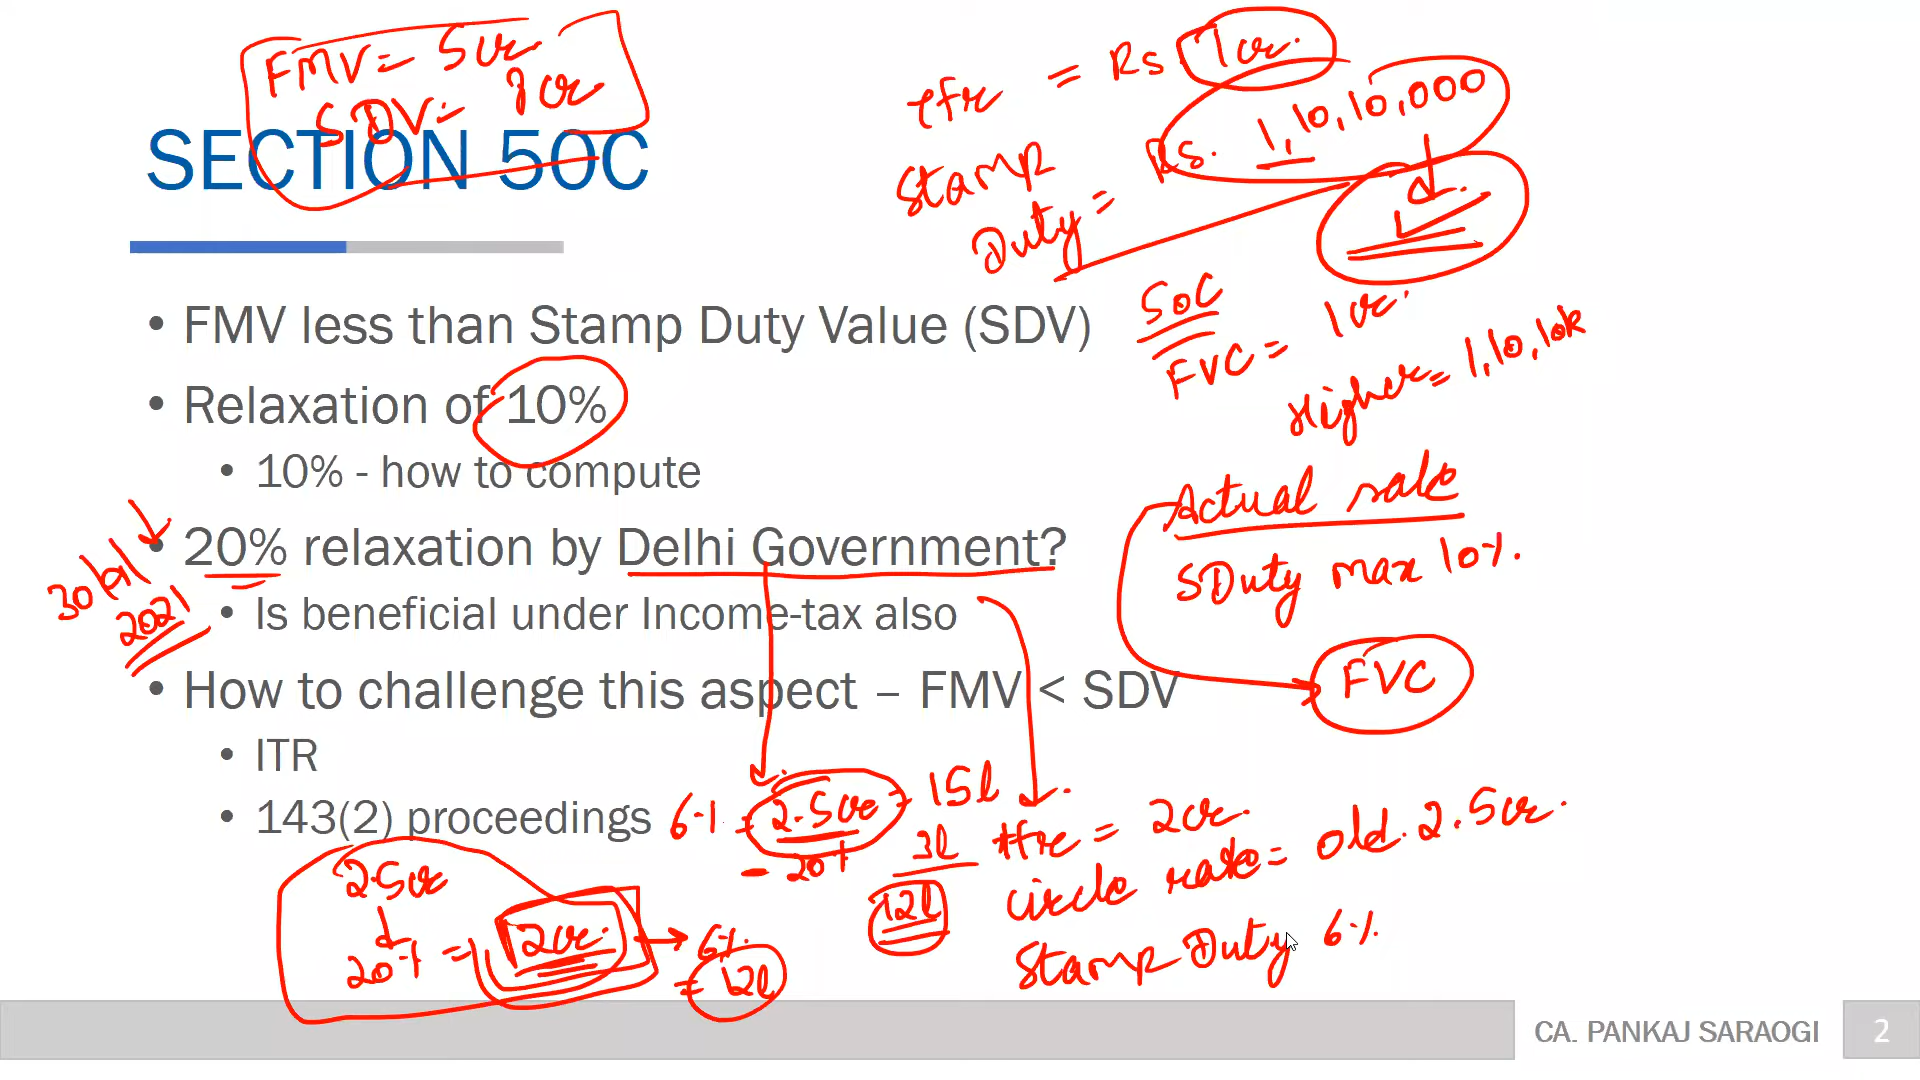 FMV = 5cr
SDV = 8cr
SECTION 50C
tfr = Rs 1cr.
Stamp Duty = Rs. 1,10,10,000
50C
FVC = 1cr.
Higher = 1,10,10k
• FMV less than Stamp Duty Value (SDV)
• Relaxation of 10%
• 10% - how to compute
Actual sale
SDuty max 10%.
FVC
• 20% relaxation by Delhi Government?
2021
• Is beneficial under Income-tax also
• How to challenge this aspect – FMV < SDV
• ITR
• 143(2) proceedings
6% = 2.5cr = 15l
- 20% 3l
12l
tfr = 2cr.
circle rate = old. 2.5cr.
Stamp Duty 6%
2.5cr
20% = 2cr. → 6%
= 12l
CA. PANKAJ SARAOGI
2